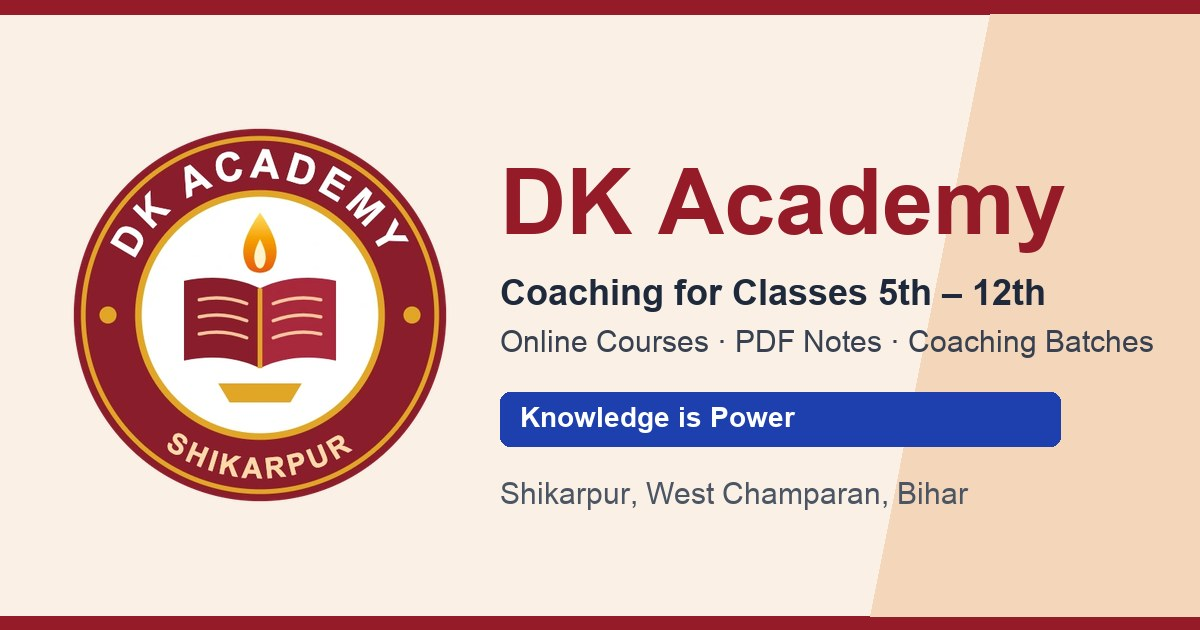 DK ACADEMY
SHIKARPUR
DK Academy
Coaching for Classes 5th – 12th
Online Courses · PDF Notes · Coaching Batches
Knowledge is Power
Shikarpur, West Champaran, Bihar